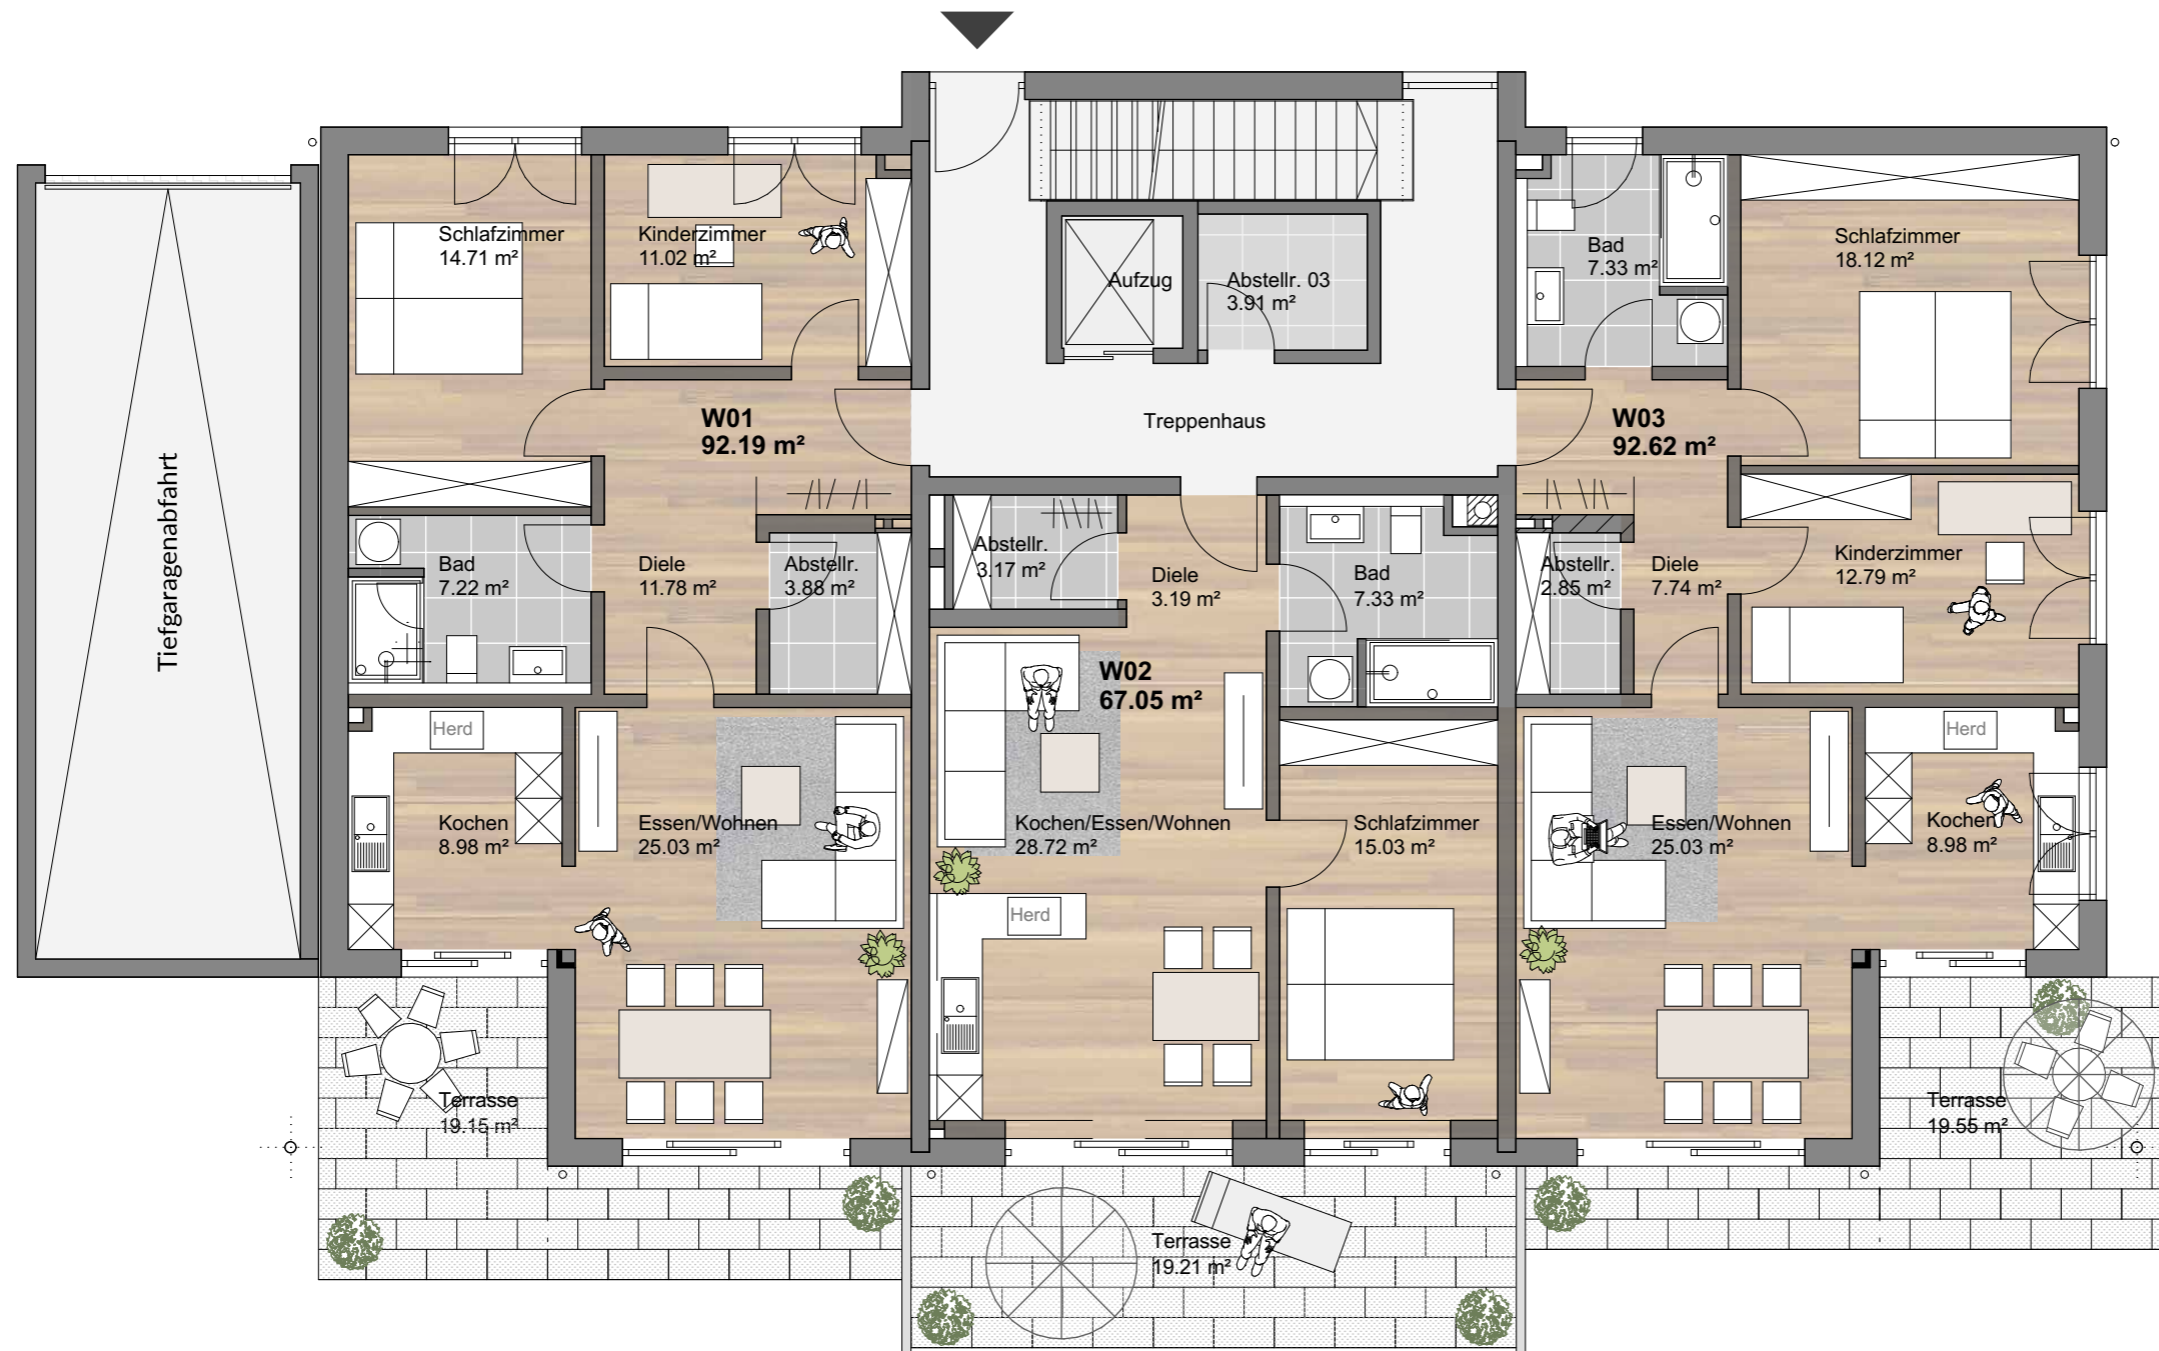 Tiefgaragenabfahrt
Schlafzimmer
14.71 m²
Kinderzimmer
11.02 m²
W01
92.19 m²
Bad
7.22 m²
Diele
11.78 m²
Abstellr.
3.88 m²
Herd
Kochen
8.98 m²
Essen/Wohnen
25.03 m²
Terrasse
19.15 m²
Aufzug
Abstellr. 03
3.91 m²
Treppenhaus
Abstellr.
3.17 m²
Diele
3.19 m²
Bad
7.33 m²
W02
67.05 m²
Kochen/Essen/Wohnen
28.72 m²
Herd
Schlafzimmer
15.03 m²
Terrasse
19.21 m²
Bad
7.33 m²
Schlafzimmer
18.12 m²
W03
92.62 m²
Abstellr.
2.85 m²
Diele
7.74 m²
Kinderzimmer
12.79 m²
Herd
Essen/Wohnen
25.03 m²
Kochen
8.98 m²
Terrasse
19.55 m²